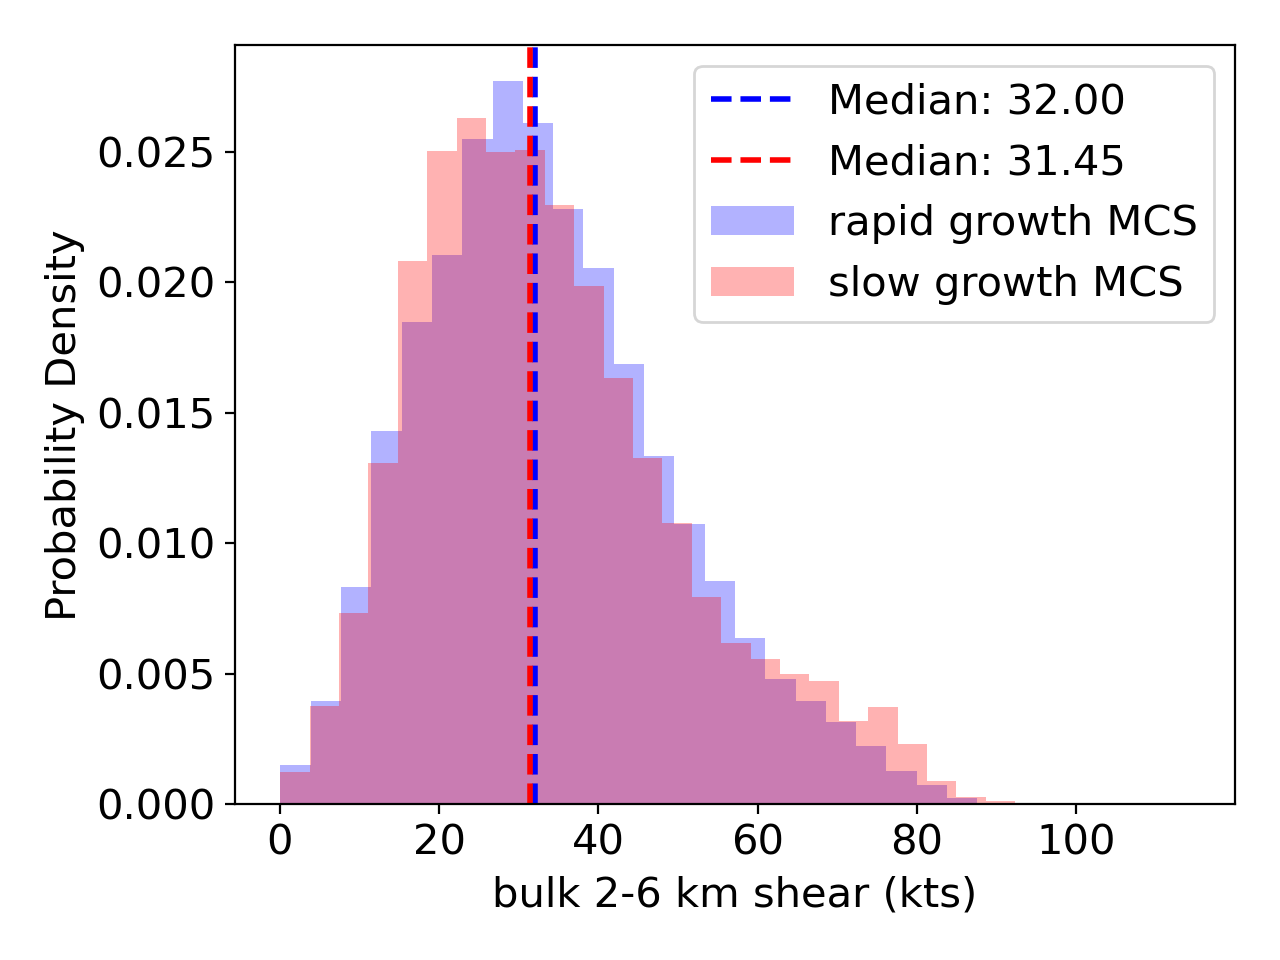 Median: 32.00
Median: 31.45
rapid growth MCS
slow growth MCS
Probability Density
0.025
0.020
0.015
0.010
0.005
0.000
0 20 40 60 80 100
bulk 2-6 km shear (kts)